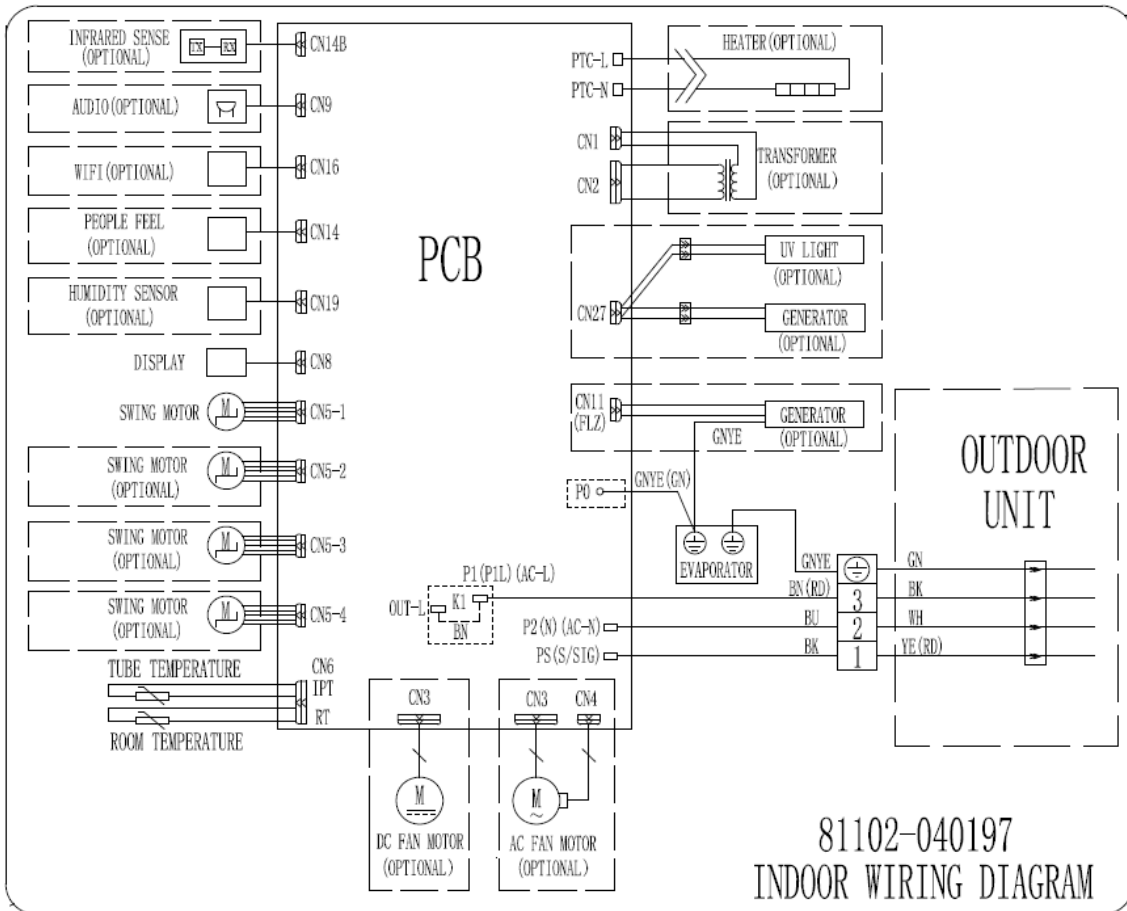 INFRARED SENSE
(OPTIONAL)
TX
RX
CN14B
AUDIO(OPTIONAL)
CN9
WIFI(OPTIONAL)
CN16
PEOPLE FEEL
(OPTIONAL)
CN14
HUMIDITY SENSOR
(OPTIONAL)
CN19
DISPLAY
CN8
SWING MOTOR
M
CN5-1
SWING MOTOR
(OPTIONAL)
M
CN5-2
SWING MOTOR
(OPTIONAL)
M
CN5-3
SWING MOTOR
(OPTIONAL)
M
CN5-4
TUBE TEMPERATURE
CN6
IPT
RT
ROOM TEMPERATURE
PCB
PTC-L
PTC-N
HEATER(OPTIONAL)
CN1
CN2
TRANSFORMER
(OPTIONAL)
CN27
UV LIGHT
(OPTIONAL)
GENERATOR
(OPTIONAL)
CN11
(FLZ)
GENERATOR
(OPTIONAL)
GNYE
P0
GNYE(GN)
EVAPORATOR
P1(P1L)(AC-L)
OUT-L
K1
BN
P2(N)(AC-N)
PS(S/SIG)
GNYE
GN
BN(RD)
3
BK
BU
2
WH
BK
1
YE(RD)
OUTDOOR
UNIT
CN3
M
DC FAN MOTOR
(OPTIONAL)
CN3
CN4
M
~
AC FAN MOTOR
(OPTIONAL)
81102-040197
INDOOR WIRING DIAGRAM